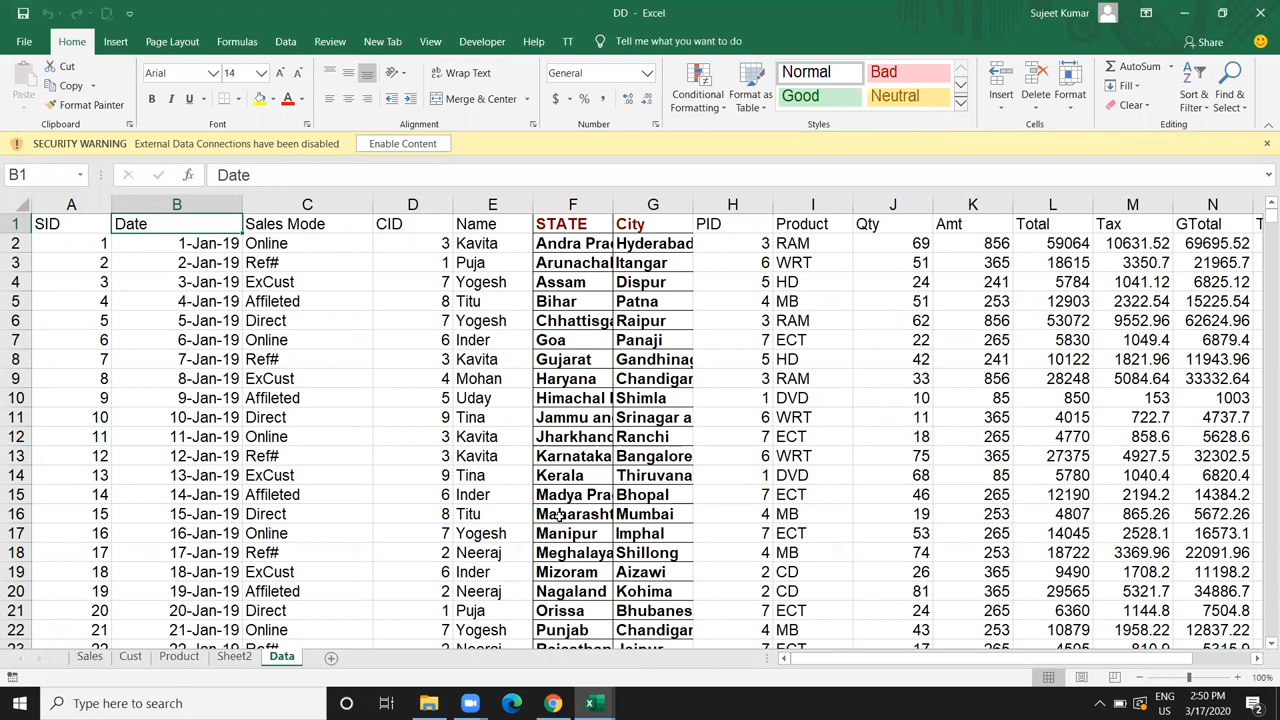 DD - Excel
Sujeet Kumar
File Home Insert Page Layout Formulas Data Review New Tab View Developer Help TT Tell me what you want to do Share
Paste Cut Copy Format Painter
Arial 14
B I U A
Wrap Text
Merge & Center
General
$ % ,
Conditional Formatting
Format as Table
Normal Bad
Good Neutral
Insert Delete Format
AutoSum
Fill
Clear
Sort & Filter
Find & Select
Clipboard Font Alignment Number Styles Cells Editing
SECURITY WARNING External Data Connections have been disabled Enable Content
B1 fx Date
A B C D E F G H I J K L M N
1 SID Date Sales Mode CID Name STATE City PID Product Qty Amt Total Tax GTotal T
2 1 1-Jan-19 Online 3 Kavita Andra Prad Hyderabad 3 RAM 69 856 59064 10631.52 69695.52
3 2 2-Jan-19 Ref# 1 Puja Arunachal Itangar 6 WRT 51 365 18615 3350.7 21965.7
4 3 3-Jan-19 ExCust 7 Yogesh Assam Dispur 5 HD 24 241 5784 1041.12 6825.12
5 4 4-Jan-19 Affileted 8 Titu Bihar Patna 4 MB 51 253 12903 2322.54 15225.54
6 5 5-Jan-19 Direct 7 Yogesh Chhattisga Raipur 3 RAM 62 856 53072 9552.96 62624.96
7 6 6-Jan-19 Online 6 Inder Goa Panaji 7 ECT 22 265 5830 1049.4 6879.4
8 7 7-Jan-19 Ref# 3 Kavita Gujarat Gandhinag 5 HD 42 241 10122 1821.96 11943.96
9 8 8-Jan-19 ExCust 4 Mohan Haryana Chandigar 3 RAM 33 856 28248 5084.64 33332.64
10 9 9-Jan-19 Affileted 5 Uday Himachal Shimla 1 DVD 10 85 850 153 1003
11 10 10-Jan-19 Direct 9 Tina Jammu an Srinagar a 6 WRT 11 365 4015 722.7 4737.7
12 11 11-Jan-19 Online 3 Kavita Jharkhand Ranchi 7 ECT 18 265 4770 858.6 5628.6
13 12 12-Jan-19 Ref# 3 Kavita Karnataka Bangalore 6 WRT 75 365 27375 4927.5 32302.5
14 13 13-Jan-19 ExCust 9 Tina Kerala Thiruvana 1 DVD 68 85 5780 1040.4 6820.4
15 14 14-Jan-19 Affileted 6 Inder Madya Pra Bhopal 7 ECT 46 265 12190 2194.2 14384.2
16 15 15-Jan-19 Direct 8 Titu Maharasht Mumbai 4 MB 19 253 4807 865.26 5672.26
17 16 16-Jan-19 Online 7 Yogesh Manipur Imphal 7 ECT 53 265 14045 2528.1 16573.1
18 17 17-Jan-19 Ref# 2 Neeraj Meghalaya Shillong 4 MB 74 253 18722 3369.96 22091.96
19 18 18-Jan-19 ExCust 6 Inder Mizoram Aizawi 2 CD 26 365 9490 1708.2 11198.2
20 19 19-Jan-19 Affileted 2 Neeraj Nagaland Kohima 2 CD 81 365 29565 5321.7 34886.7
21 20 20-Jan-19 Direct 1 Puja Orissa Bhubanes 7 ECT 24 265 6360 1144.8 7504.8
22 21 21-Jan-19 Online 7 Yogesh Punjab Chandigar 4 MB 43 253 10879 1958.22 12837.22
Sales Cust Product Sheet2 Data
100%
Type here to search
ENG
IN
2:50 PM
3/17/2020
2